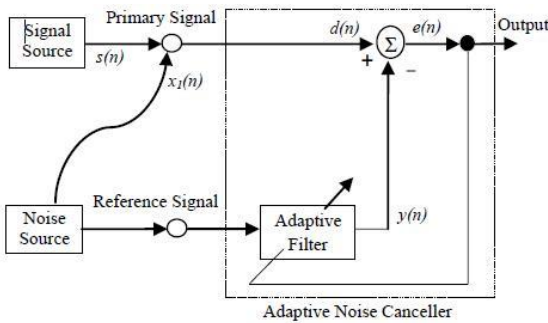 Primary Signal
Output
Signal
Source
s(n)
d(n)
e(n)
Σ
+
−
x₁(n)
Reference Signal
Noise
Source
Adaptive
Filter
y(n)
Adaptive Noise Canceller